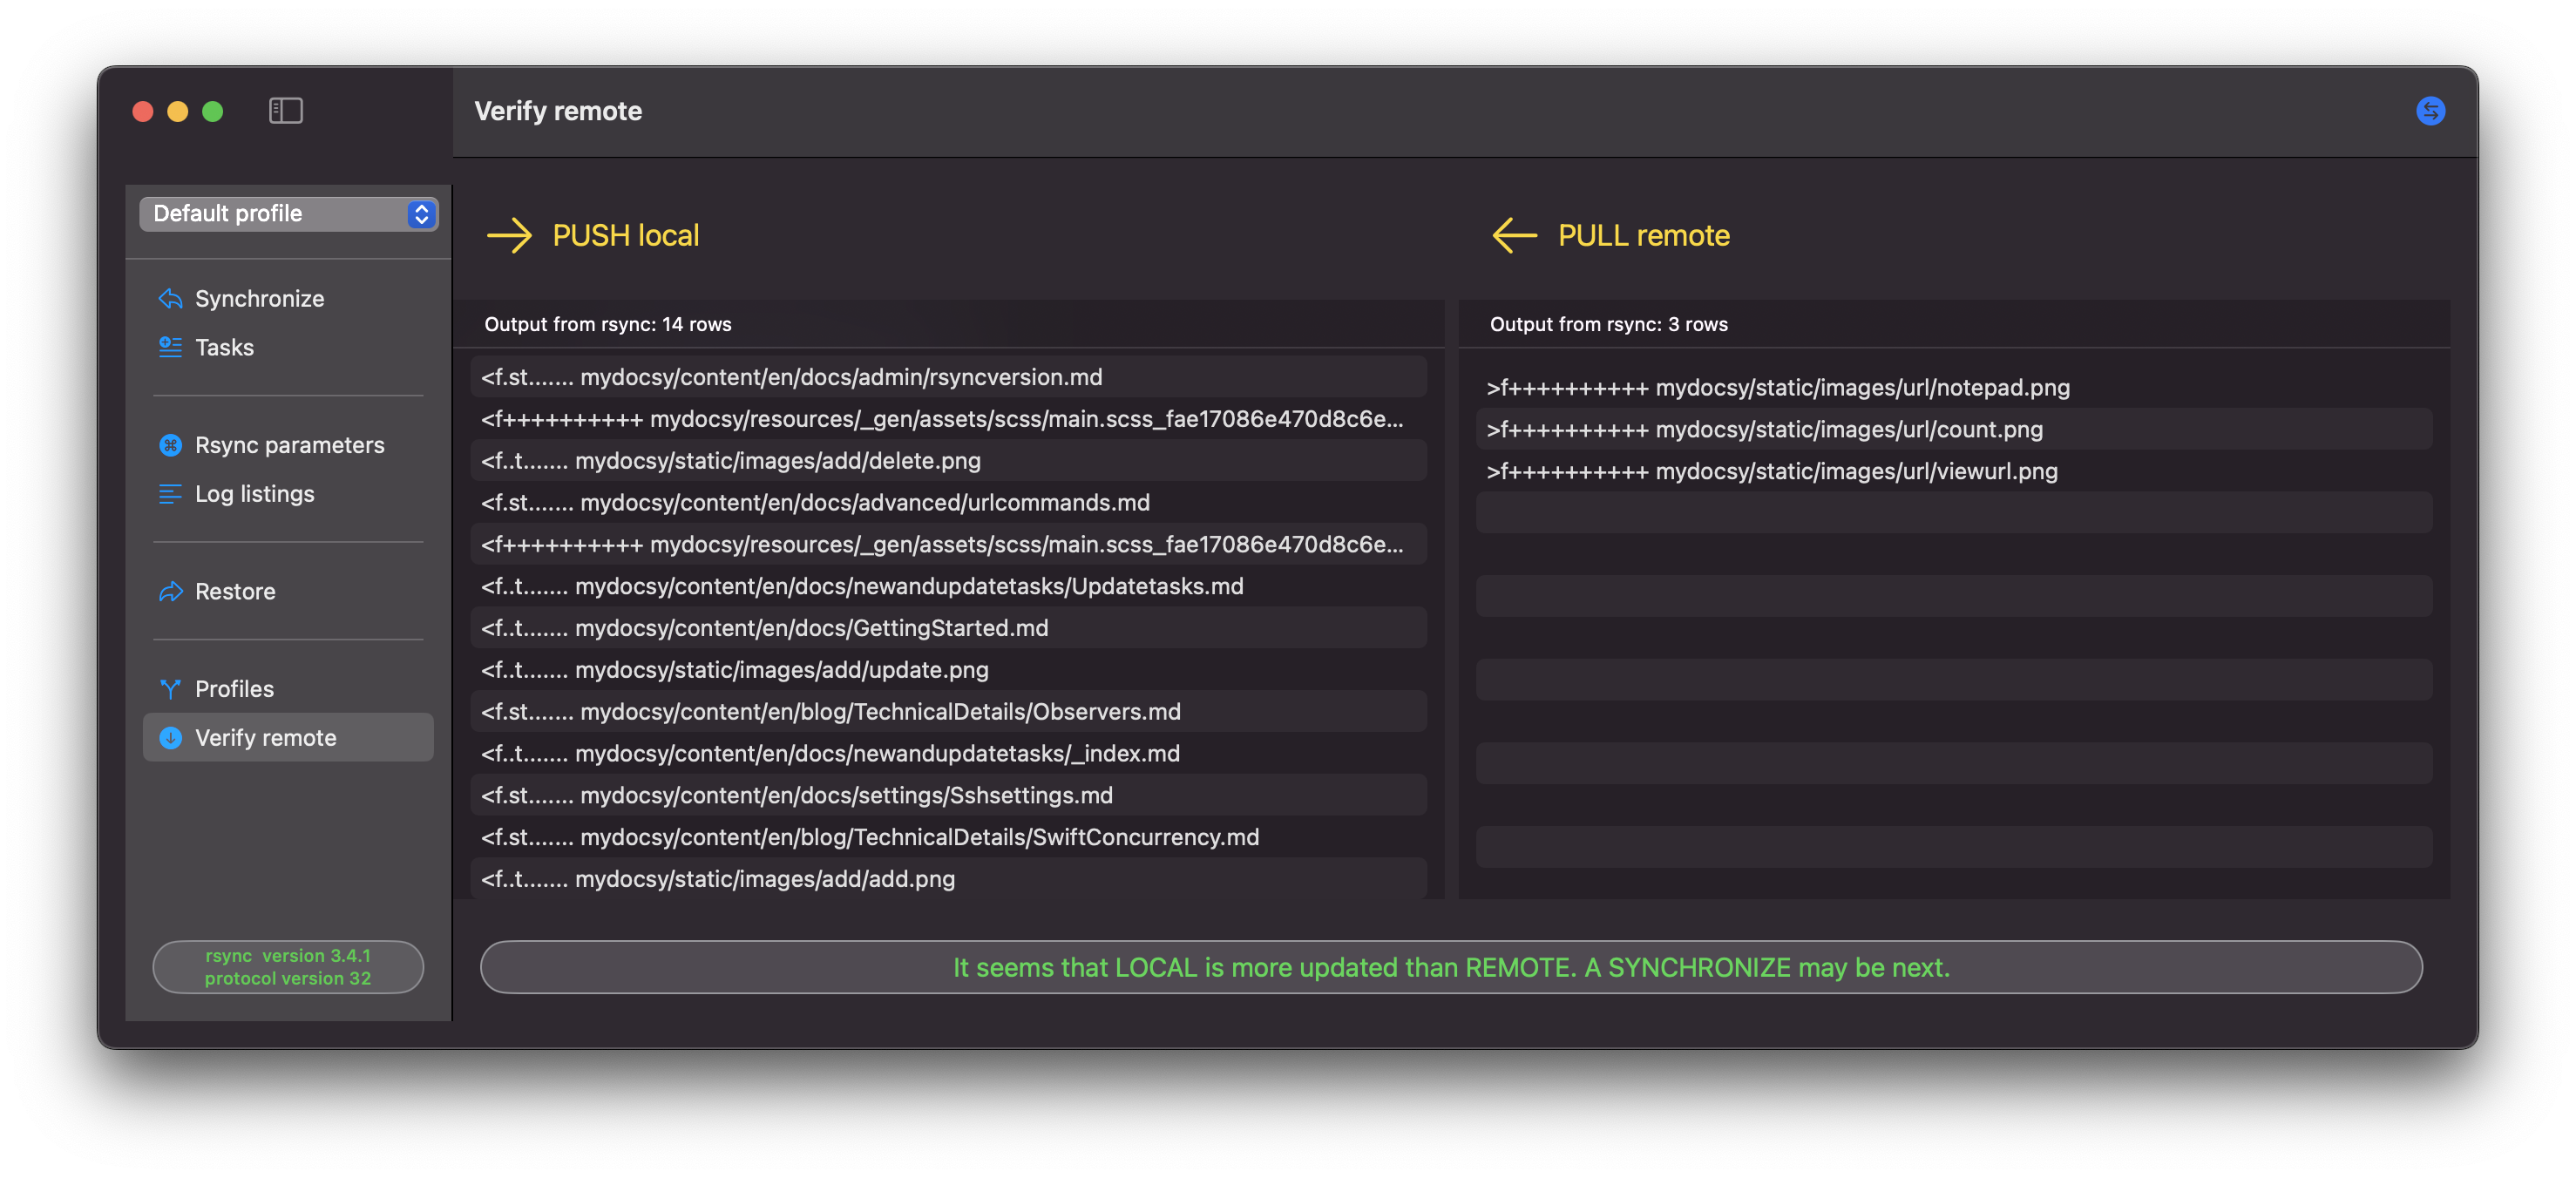 Verify remote
Default profile
Synchronize
Tasks
Rsync parameters
Log listings
Restore
Profiles
Verify remote
rsync  version 3.4.1
protocol version 32
PUSH local
Output from rsync: 14 rows
<f.st....... mydocsy/content/en/docs/admin/rsyncversion.md
<f++++++++++ mydocsy/resources/_gen/assets/scss/main.scss_fae17086e470d8c6e...
<f..t....... mydocsy/static/images/add/delete.png
<f.st....... mydocsy/content/en/docs/advanced/urlcommands.md
<f++++++++++ mydocsy/resources/_gen/assets/scss/main.scss_fae17086e470d8c6e...
<f..t....... mydocsy/content/en/docs/newandupdatetasks/Updatetasks.md
<f..t....... mydocsy/content/en/docs/GettingStarted.md
<f..t....... mydocsy/static/images/add/update.png
<f.st....... mydocsy/content/en/blog/TechnicalDetails/Observers.md
<f..t....... mydocsy/content/en/docs/newandupdatetasks/_index.md
<f.st....... mydocsy/content/en/docs/settings/Sshsettings.md
<f.st....... mydocsy/content/en/blog/TechnicalDetails/SwiftConcurrency.md
<f..t....... mydocsy/static/images/add/add.png
PULL remote
Output from rsync: 3 rows
>f++++++++++ mydocsy/static/images/url/notepad.png
>f++++++++++ mydocsy/static/images/url/count.png
>f++++++++++ mydocsy/static/images/url/viewurl.png
It seems that LOCAL is more updated than REMOTE. A SYNCHRONIZE may be next.